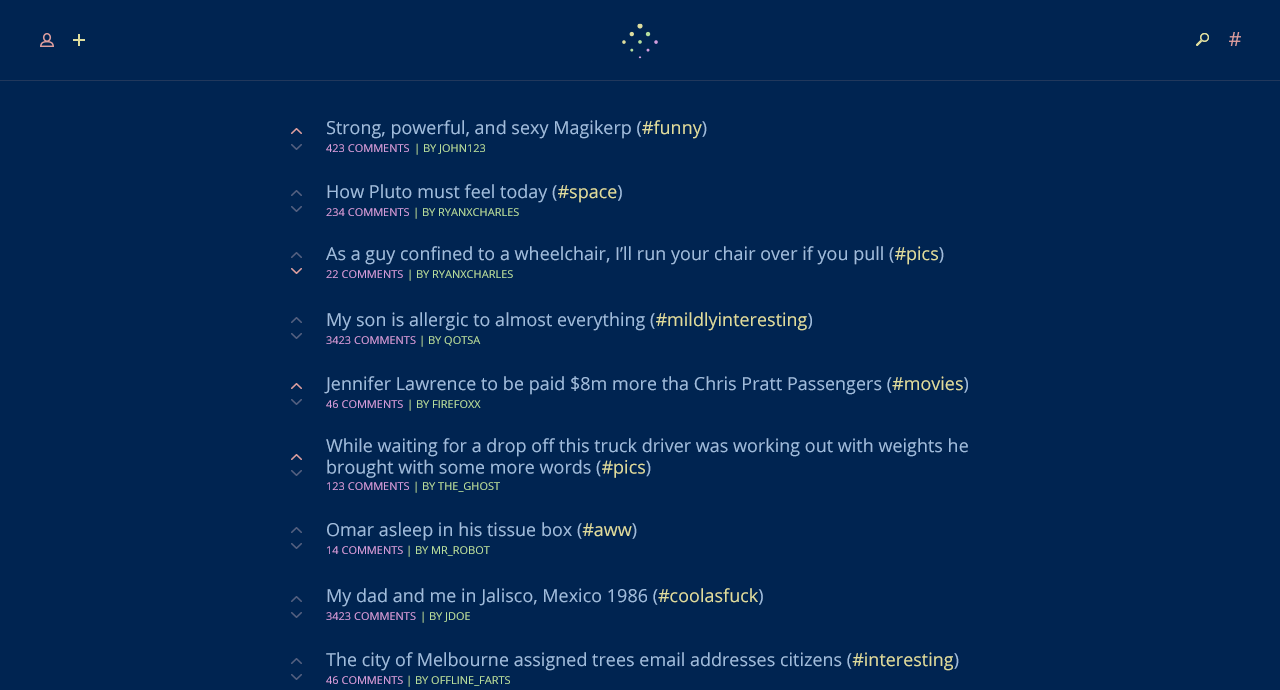 #
Strong, powerful, and sexy Magikerp (#funny)
423 COMMENTS | BY JOHN123
How Pluto must feel today (#space)
234 COMMENTS | BY RYANXCHARLES
As a guy confined to a wheelchair, I’ll run your chair over if you pull (#pics)
22 COMMENTS | BY RYANXCHARLES
My son is allergic to almost everything (#mildlyinteresting)
3423 COMMENTS | BY QOTSA
Jennifer Lawrence to be paid $8m more tha Chris Pratt Passengers (#movies)
46 COMMENTS | BY FIREFOXX
While waiting for a drop off this truck driver was working out with weights he
brought with some more words (#pics)
123 COMMENTS | BY THE_GHOST
Omar asleep in his tissue box (#aww)
14 COMMENTS | BY MR_ROBOT
My dad and me in Jalisco, Mexico 1986 (#coolasfuck)
3423 COMMENTS | BY JDOE
The city of Melbourne assigned trees email addresses citizens (#interesting)
46 COMMENTS | BY OFFLINE_FARTS